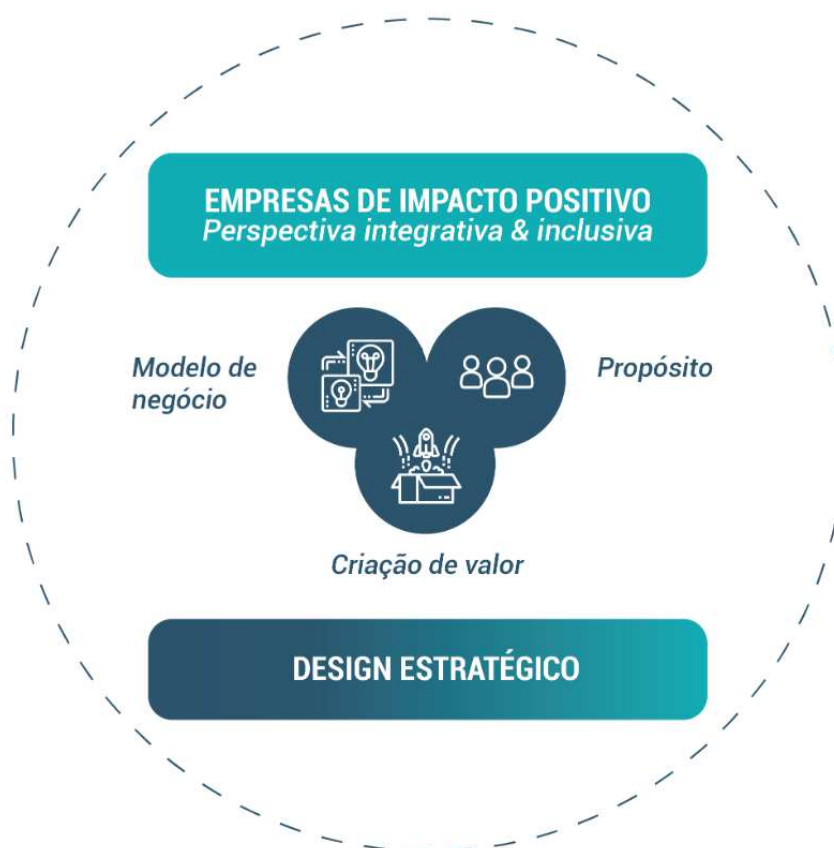 EMPRESAS DE IMPACTO POSITIVO
Perspectiva integrativa & inclusiva
Modelo de
negócio
Propósito
Criação de valor
DESIGN ESTRATÉGICO